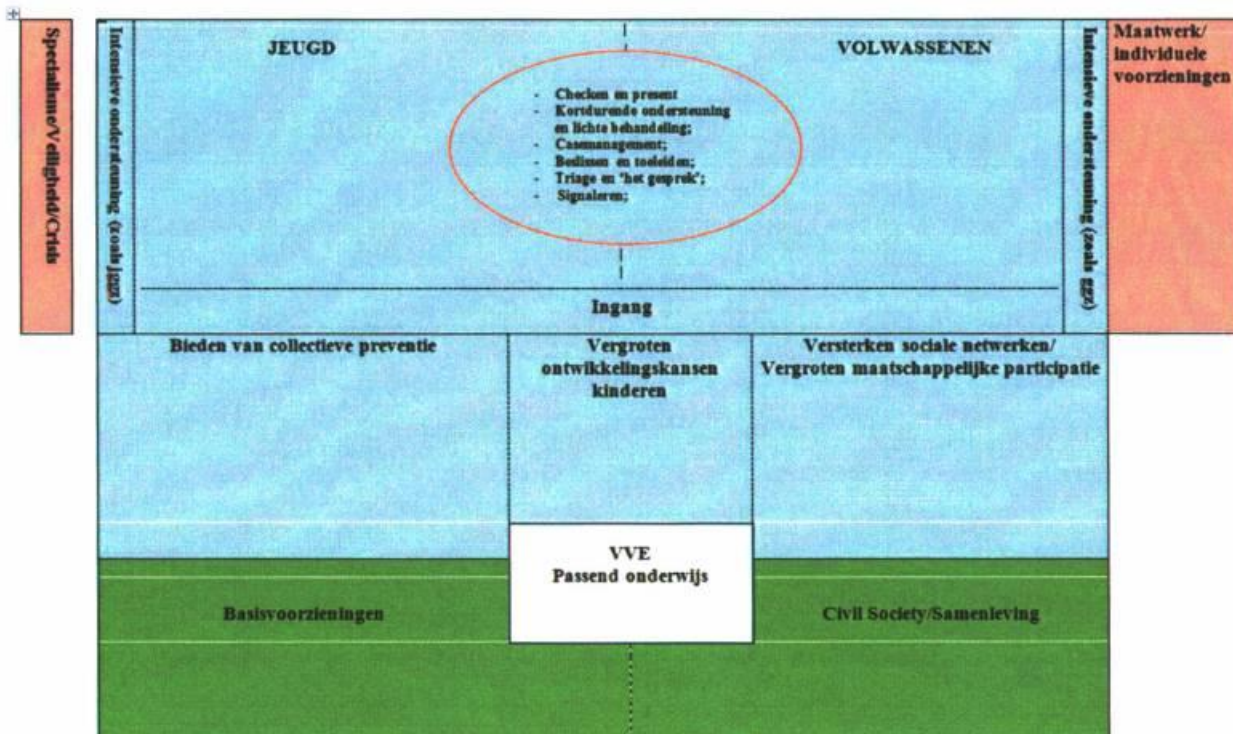 Specialisme/Veiligheid/Crisis
Intensieve ondersteuning (zoals jggz)
JEUGD
VOLWASSENEN
- Checken en present
- Kortdurende ondersteuning
en lichte behandeling;
- Casemanagement;
- Beslissen en toeleiden;
- Triage en 'het gesprek';
- Signaleren;
Ingang
Intensieve ondersteuning (zoals ggz)
Maatwerk/
individuele
voorzieningen
Bieden van collectieve preventie
Vergroten
ontwikkelingskansen
kinderen
Versterken sociale netwerken/
Vergroten maatschappelijke participatie
VVE
Passend onderwijs
Basisvoorzieningen
Civil Society/Samenleving